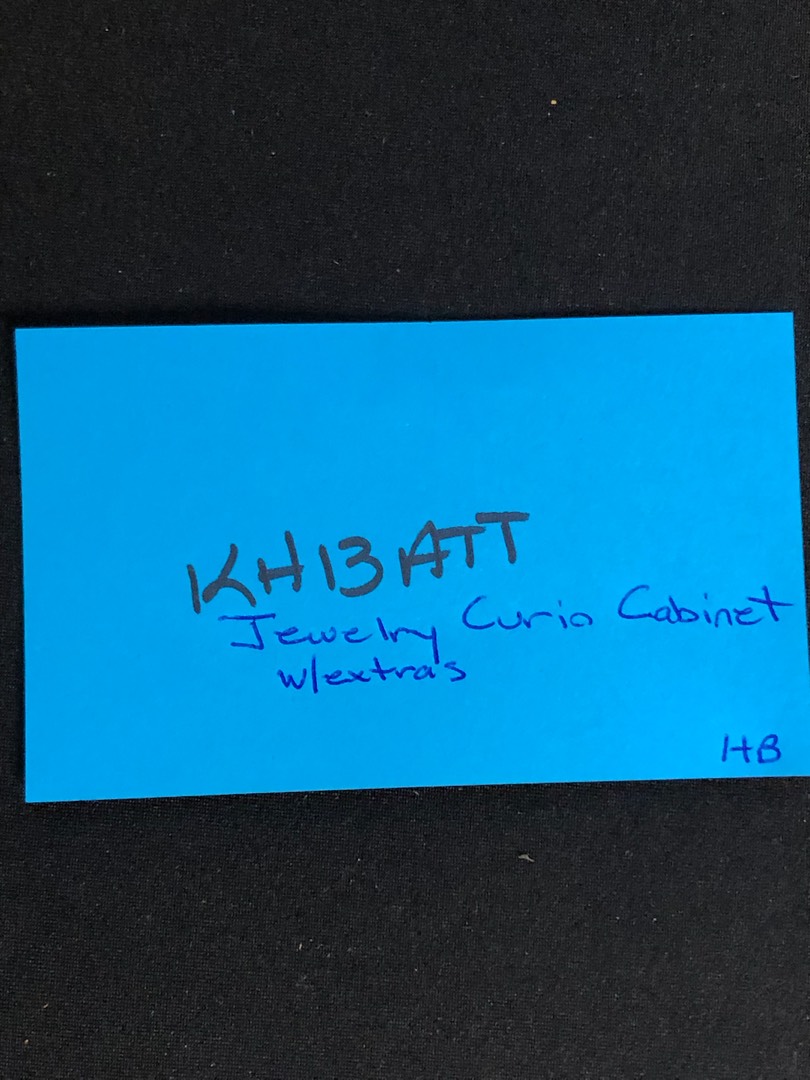 KH13ATT
Jewelry Curio Cabinet
w/extra's
HB